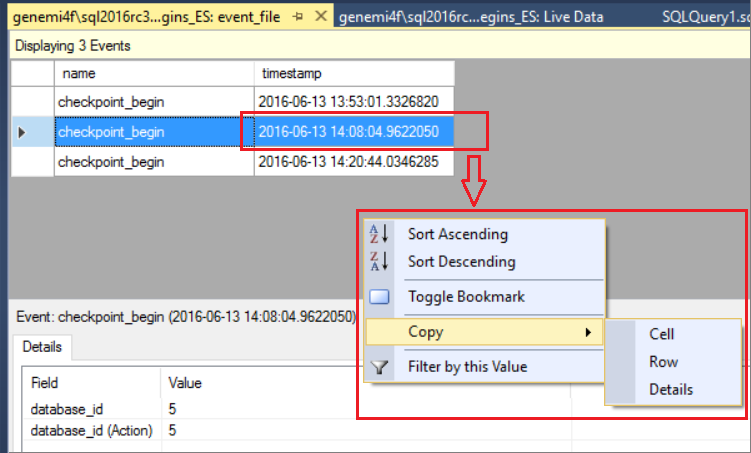 genemi4f\sql2016rc3...gins_ES: event_file genemi4f\sql2016rc...egins_ES: Live Data SQLQuery1.sq
Displaying 3 Events
name timestamp
checkpoint_begin 2016-06-13 13:53:01.3326820
checkpoint_begin 2016-06-13 14:08:04.9622050
checkpoint_begin 2016-06-13 14:20:44.0346285
Sort Ascending
Sort Descending
Toggle Bookmark
Copy
Filter by this Value
Cell
Row
Details
Event: checkpoint_begin (2016-06-13 14:08:04.9622050)
Details
Field Value
database_id 5
database_id (Action) 5